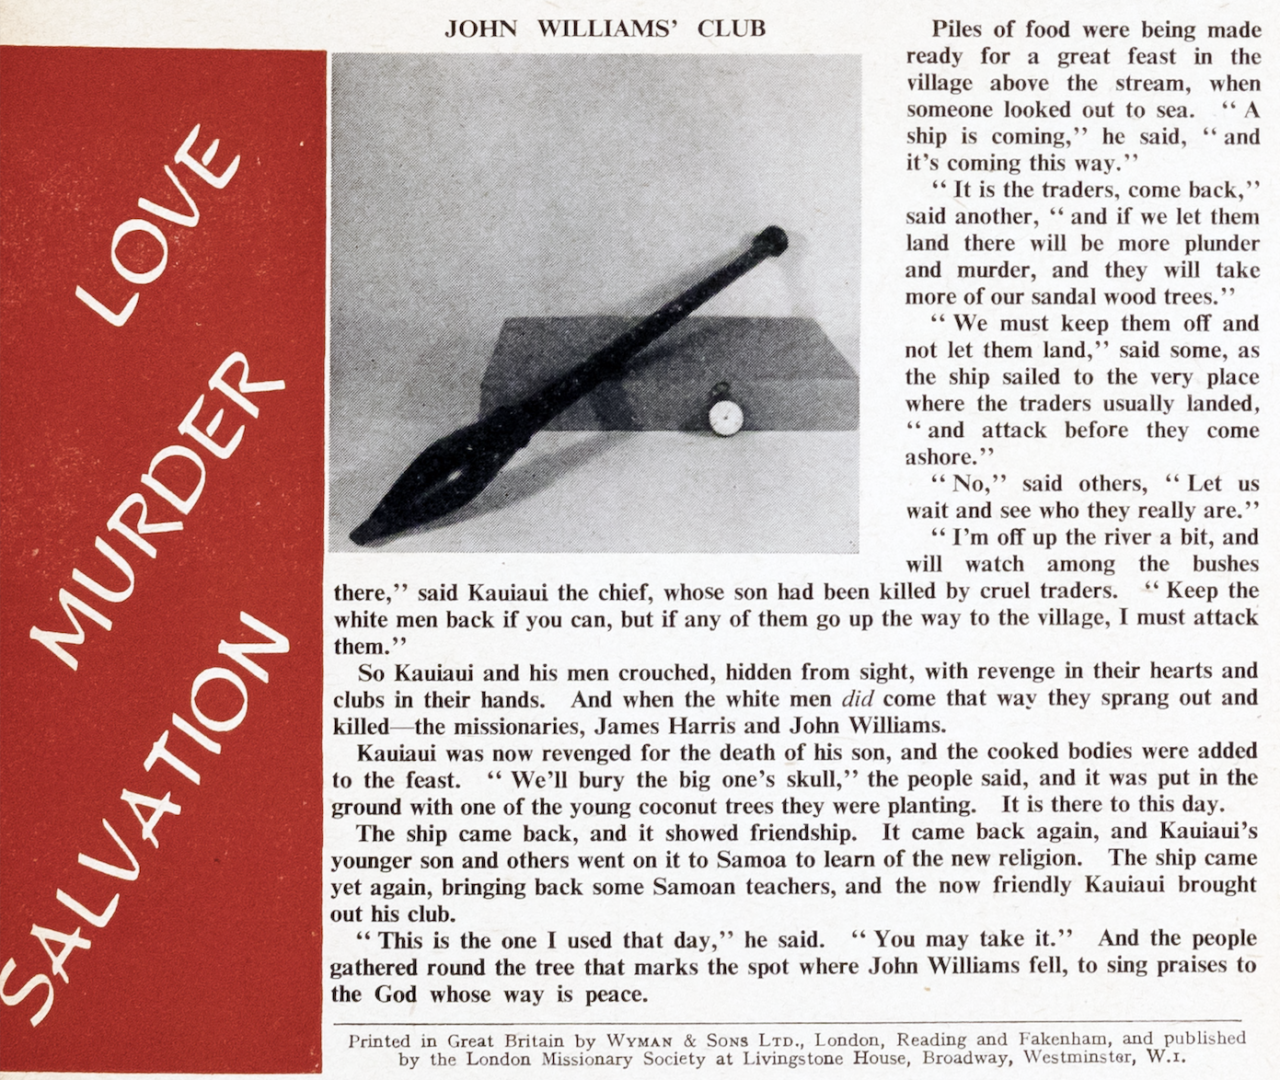 LOVE
MURDER
SALVATION
JOHN WILLIAMS' CLUB
Piles of food were being made
ready for a great feast in the
village above the stream, when
someone looked out to sea. “ A
ship is coming,” he said, “ and
it's coming this way.”
“ It is the traders, come back,”
said another, “ and if we let them
land there will be more plunder
and murder, and they will take
more of our sandal wood trees.”
“ We must keep them off and
not let them land,” said some, as
the ship sailed to the very place
where the traders usually landed,
“ and attack before they come
ashore.”
“ No,” said others, “ Let us
wait and see who they really are.”
“ I'm off up the river a bit, and
will watch among the bushes
there,” said Kauiaui the chief, whose son had been killed by cruel traders. “ Keep the
white men back if you can, but if any of them go up the way to the village, I must attack
them.”
So Kauiaui and his men crouched, hidden from sight, with revenge in their hearts and
clubs in their hands. And when the white men did come that way they sprang out and
killed—the missionaries, James Harris and John Williams.
Kauiaui was now revenged for the death of his son, and the cooked bodies were added
to the feast. “ We'll bury the big one's skull,” the people said, and it was put in the
ground with one of the young coconut trees they were planting. It is there to this day.
The ship came back, and it showed friendship. It came back again, and Kauiaui's
younger son and others went on it to Samoa to learn of the new religion. The ship came
yet again, bringing back some Samoan teachers, and the now friendly Kauiaui brought
out his club.
“ This is the one I used that day,” he said. “ You may take it.” And the people
gathered round the tree that marks the spot where John Williams fell, to sing praises to
the God whose way is peace.
Printed in Great Britain by WYMAN & SONS LTD., London, Reading and Fakenham, and published
by the London Missionary Society at Livingstone House, Broadway, Westminster, W.1.